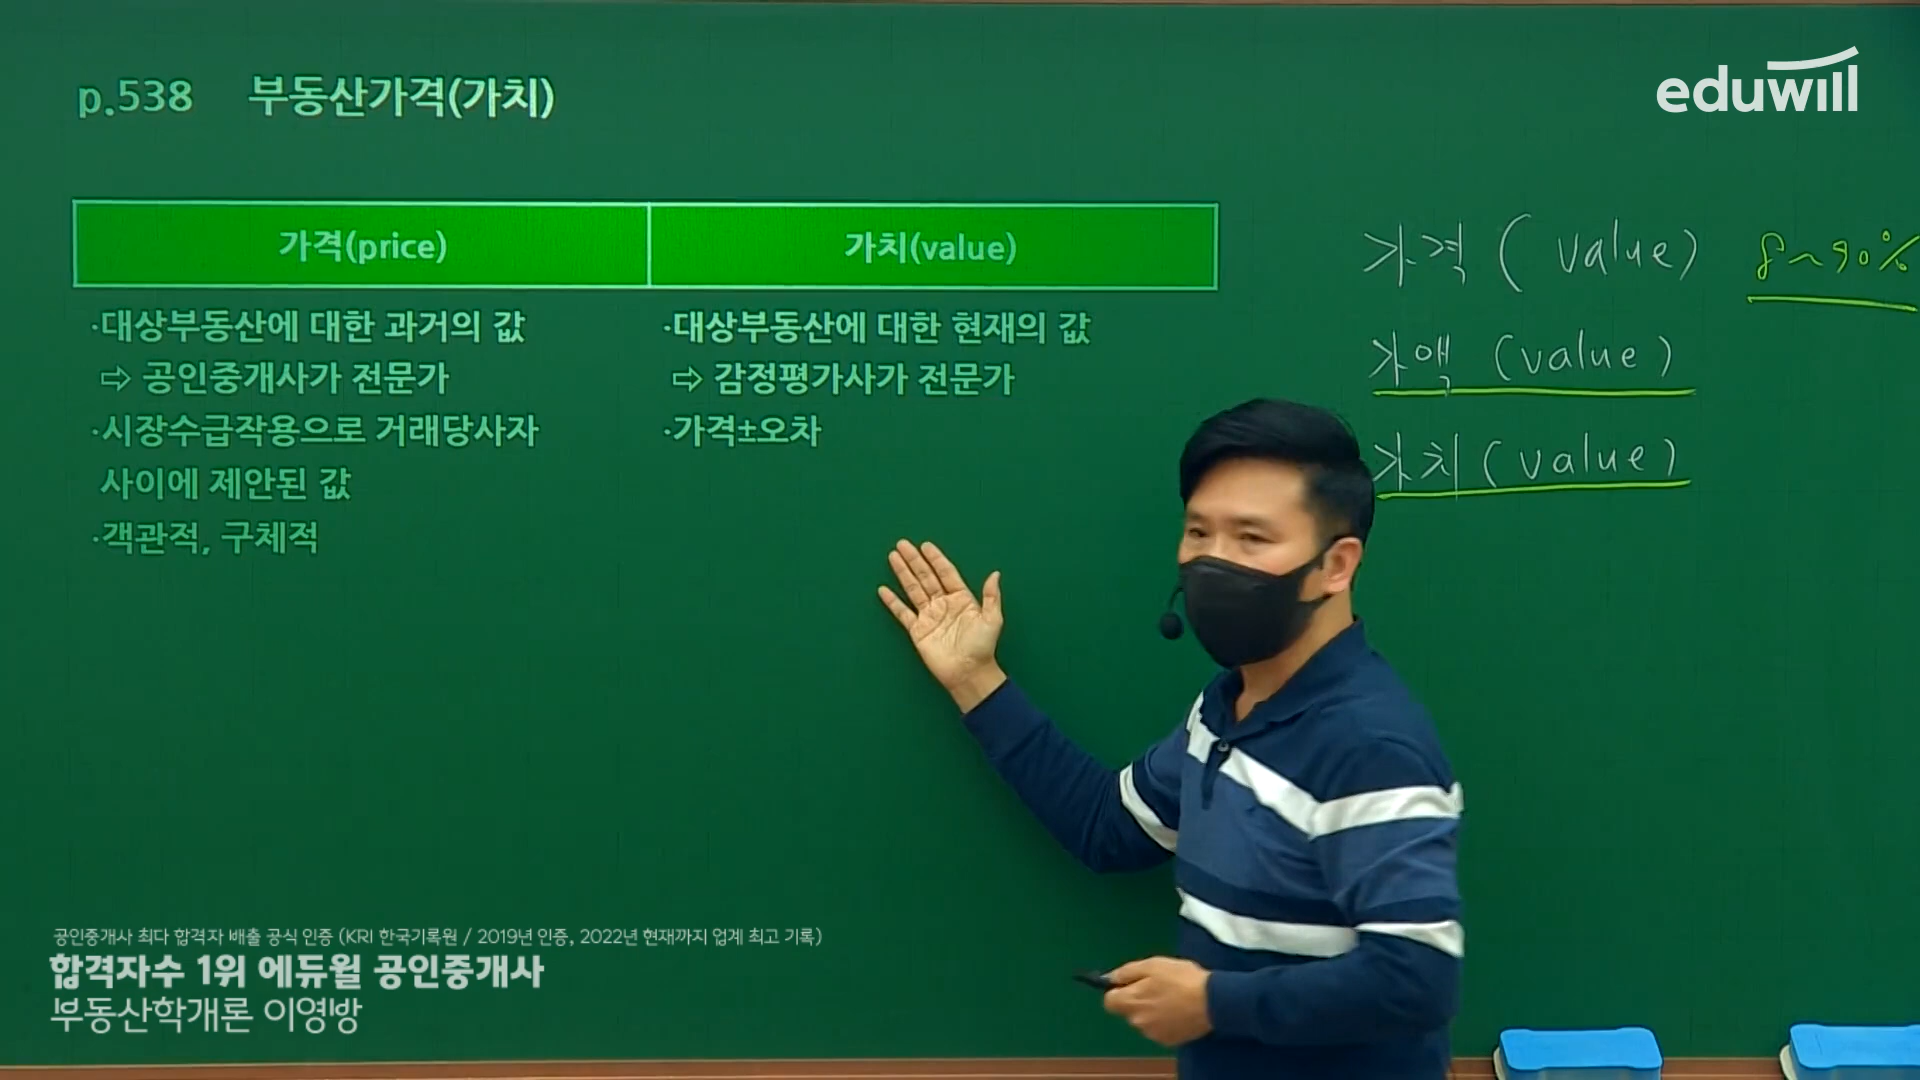 p.538 부동산가격(가치)
eduwill
가격(price) 가치(value)
·대상부동산에 대한 과거의 값
⇨ 공인중개사가 전문가
·시장수급작용으로 거래당사자
사이에 제안된 값
·객관적, 구체적
·대상부동산에 대한 현재의 값
⇨ 감정평가사가 전문가
·가격±오차
가격 (value) 8~90%
가액 (value)
가치 (value)
공인중개사 최다 합격자 배출 공식 인증 (KRI 한국기록원 / 2019년 인증, 2022년 현재까지 업계 최고 기록)
합격자수 1위 에듀윌 공인중개사
부동산학개론 이영방